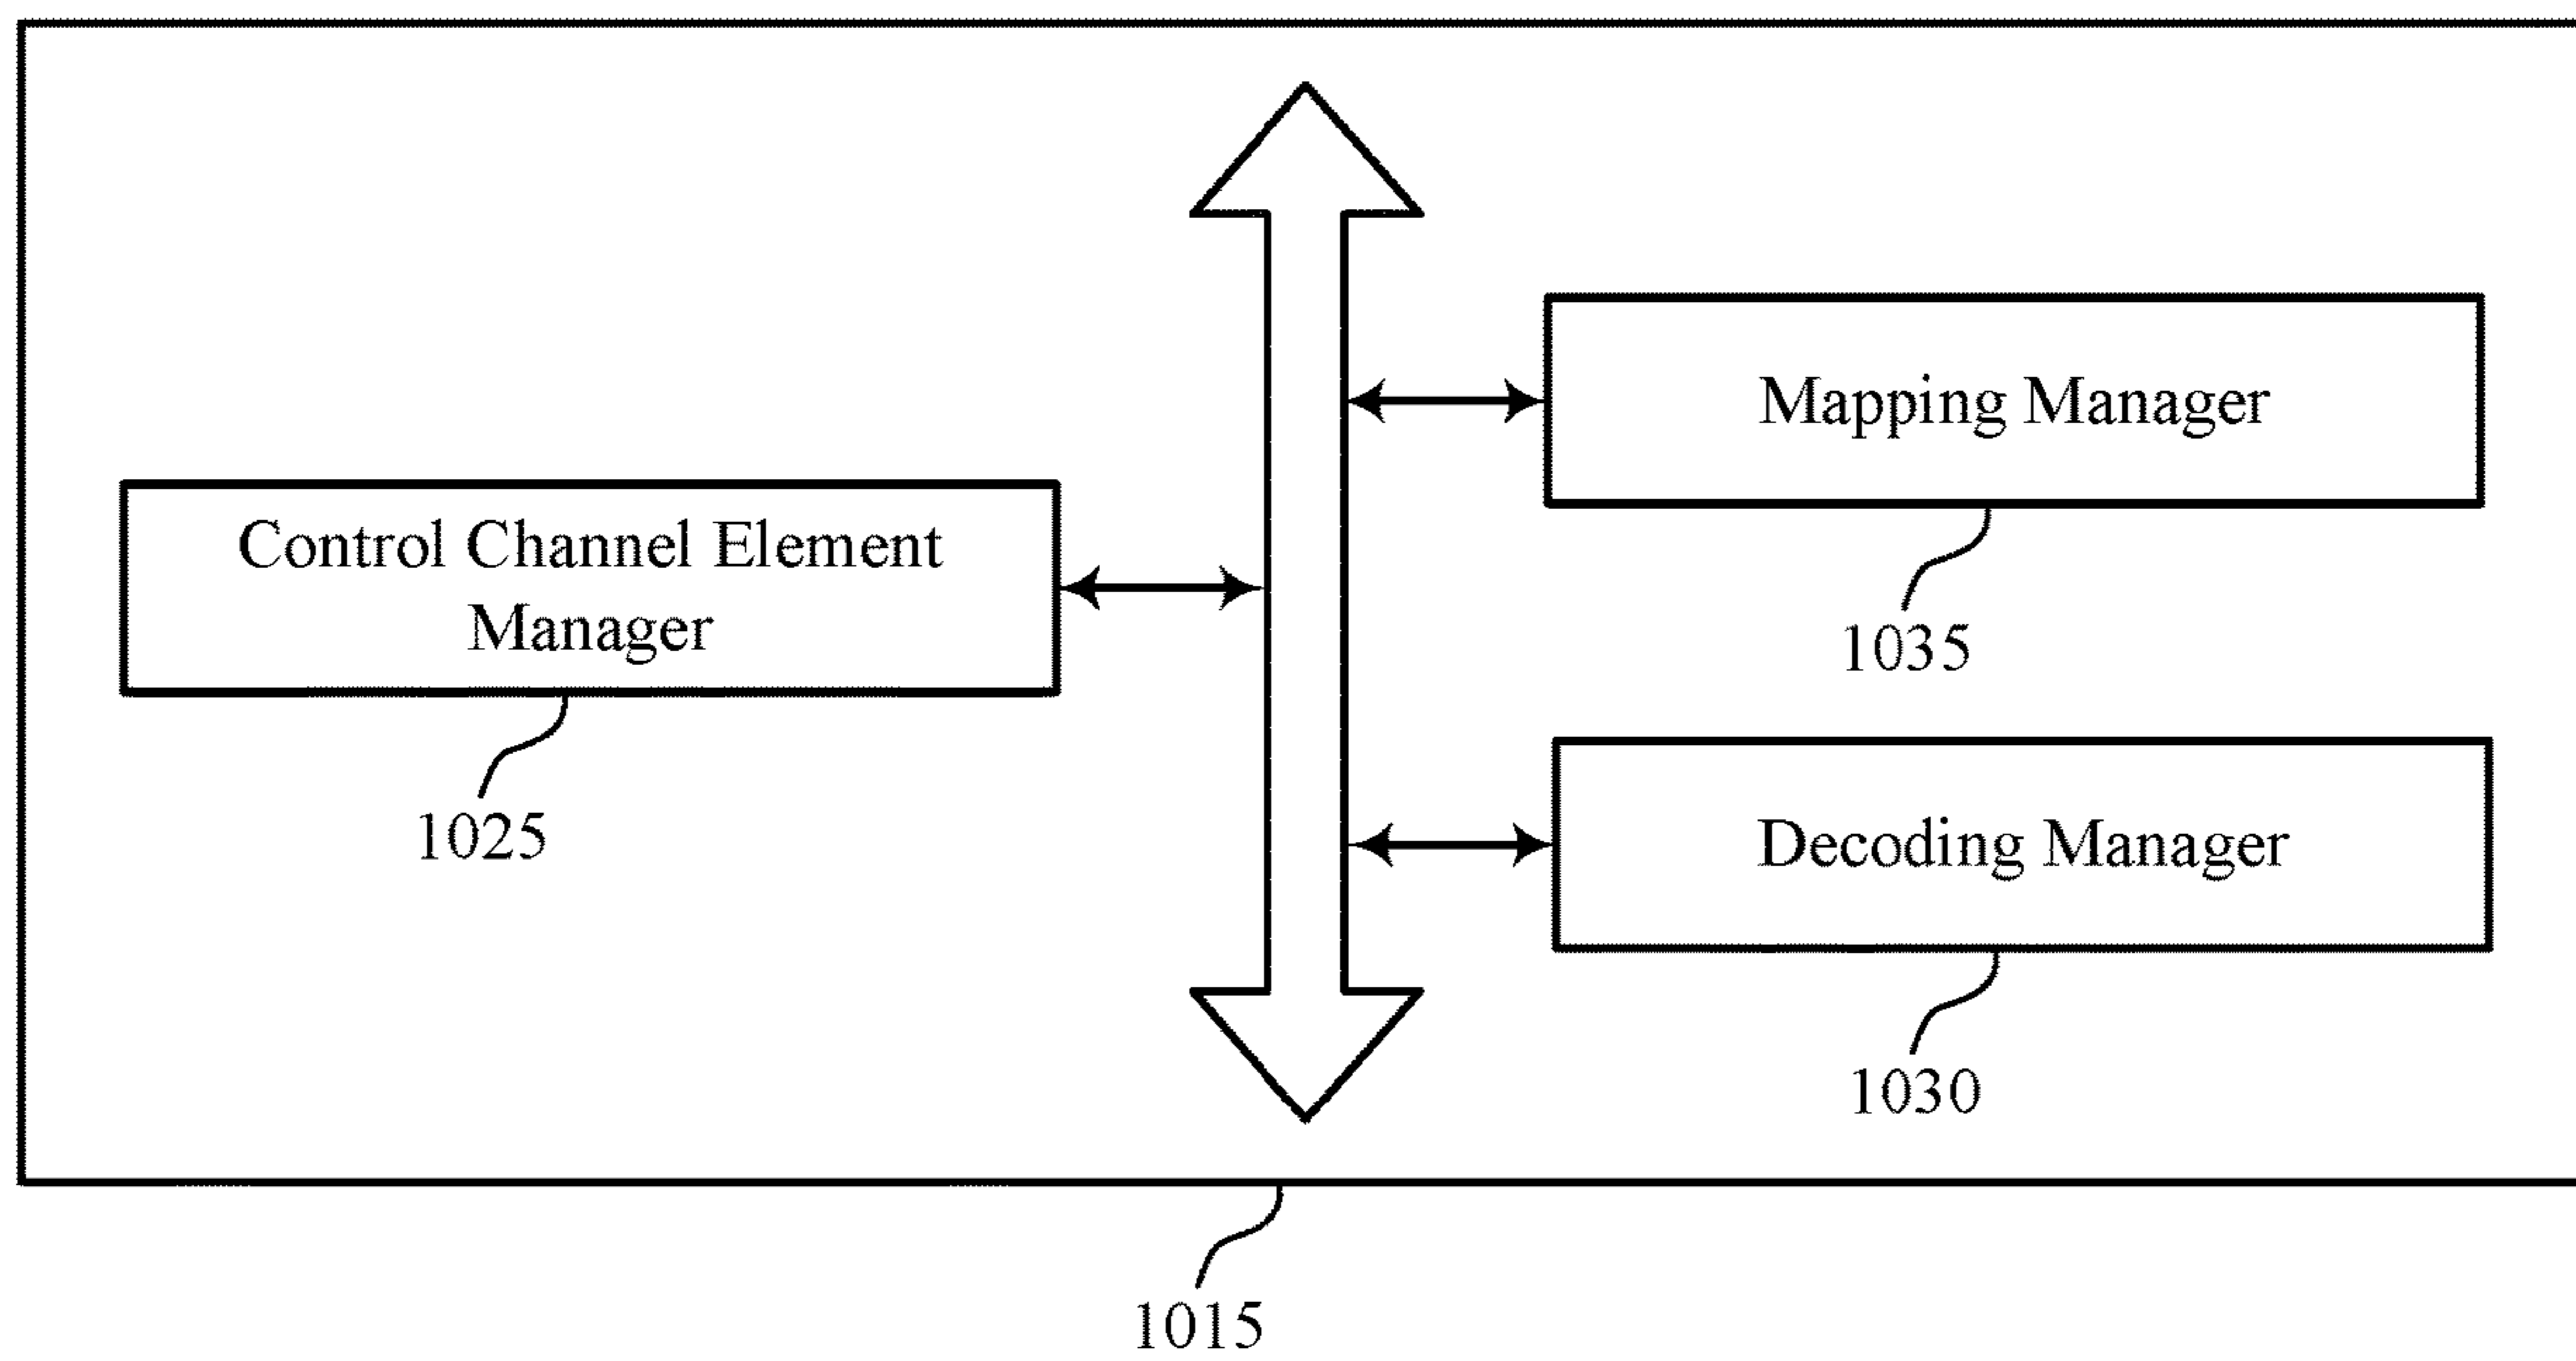 Mapping Manager
1035
Control Channel Element
Manager
1025
Decoding Manager
1030
1015